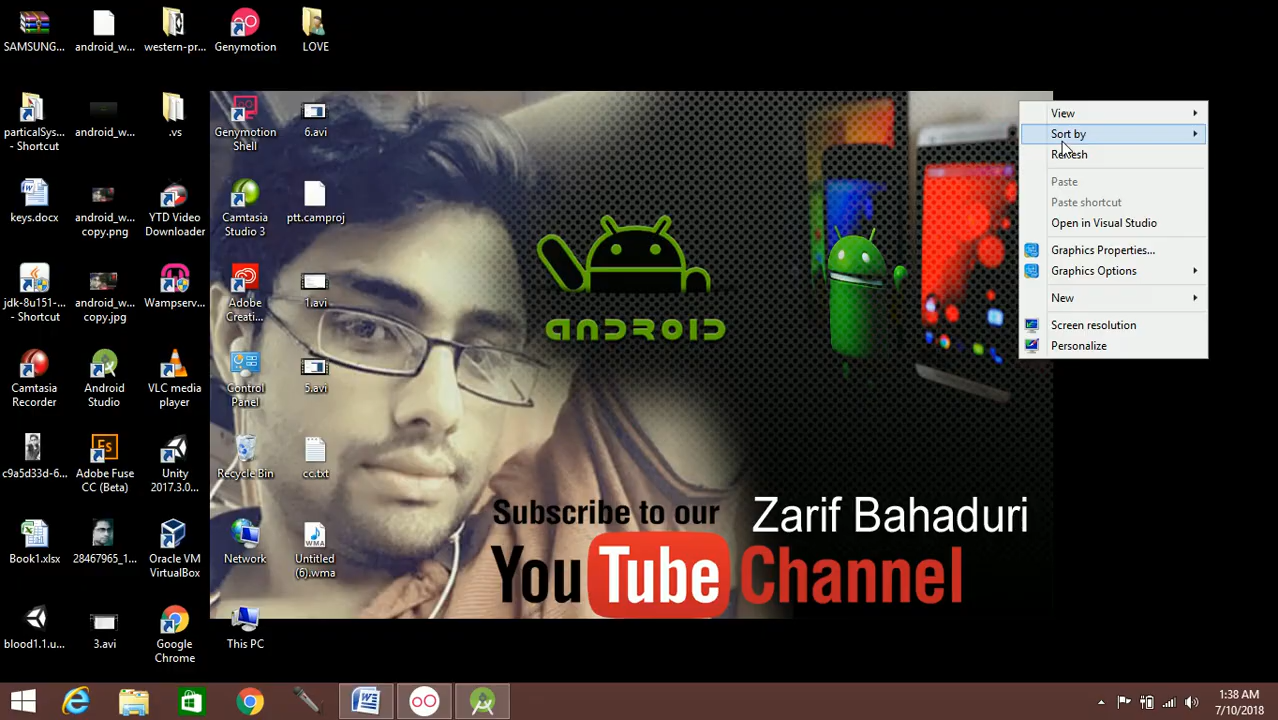 SAMSUNG...
android_w...
western-pr...
Genymotion
LOVE
particalSys...
- Shortcut
android_w...
.vs
Genymotion
Shell
6.avi
keys.docx
android_w...
copy.png
YTD Video
Downloader
Camtasia
Studio 3
ptt.camproj
jdk-8u151-...
- Shortcut
android_w...
copy.jpg
Wampserv...
Adobe
Creati...
1.avi
Camtasia
Recorder
Android
Studio
VLC media
player
Control
Panel
5.avi
c9a5d33d-6...
Adobe Fuse
CC (Beta)
Unity
2017.3.0...
Recycle Bin
cc.txt
Book1.xlsx
28467965_1...
Oracle VM
VirtualBox
Network
Untitled
(6).wma
blood1.1.u...
3.avi
Google
Chrome
This PC
ANDROID
Subscribe to our
YouTube Channel
Zarif Bahaduri
View
Sort by
Refresh
Paste
Paste shortcut
Open in Visual Studio
Graphics Properties...
Graphics Options
New
Screen resolution
Personalize
1:38 AM
7/10/2018